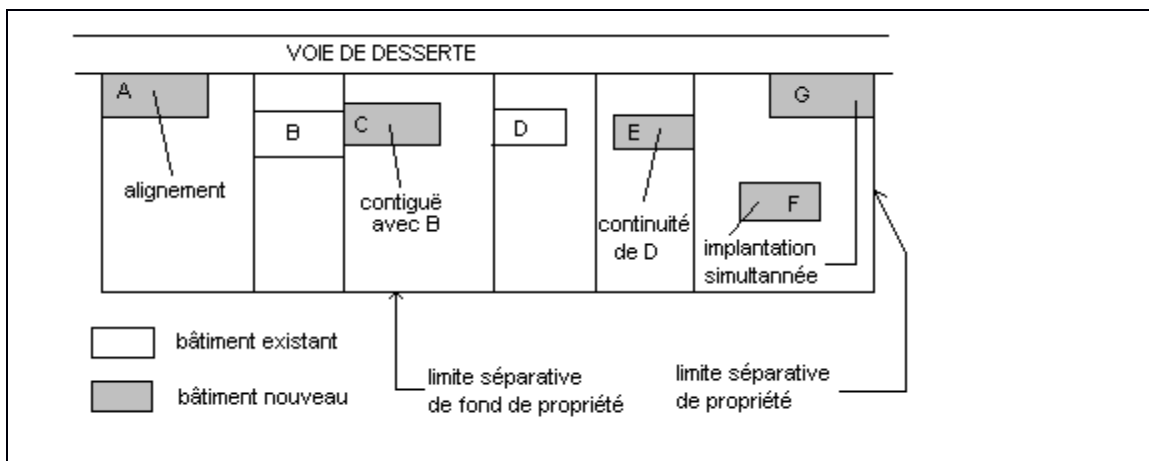 VOIE DE DESSERTE
A
B
C
D
E
G
F
alignement
contiguë
avec B
continuité
de D
implantation
simultannée
bâtiment existant
bâtiment nouveau
limite séparative
de fond de propriété
limite séparative
de propriété